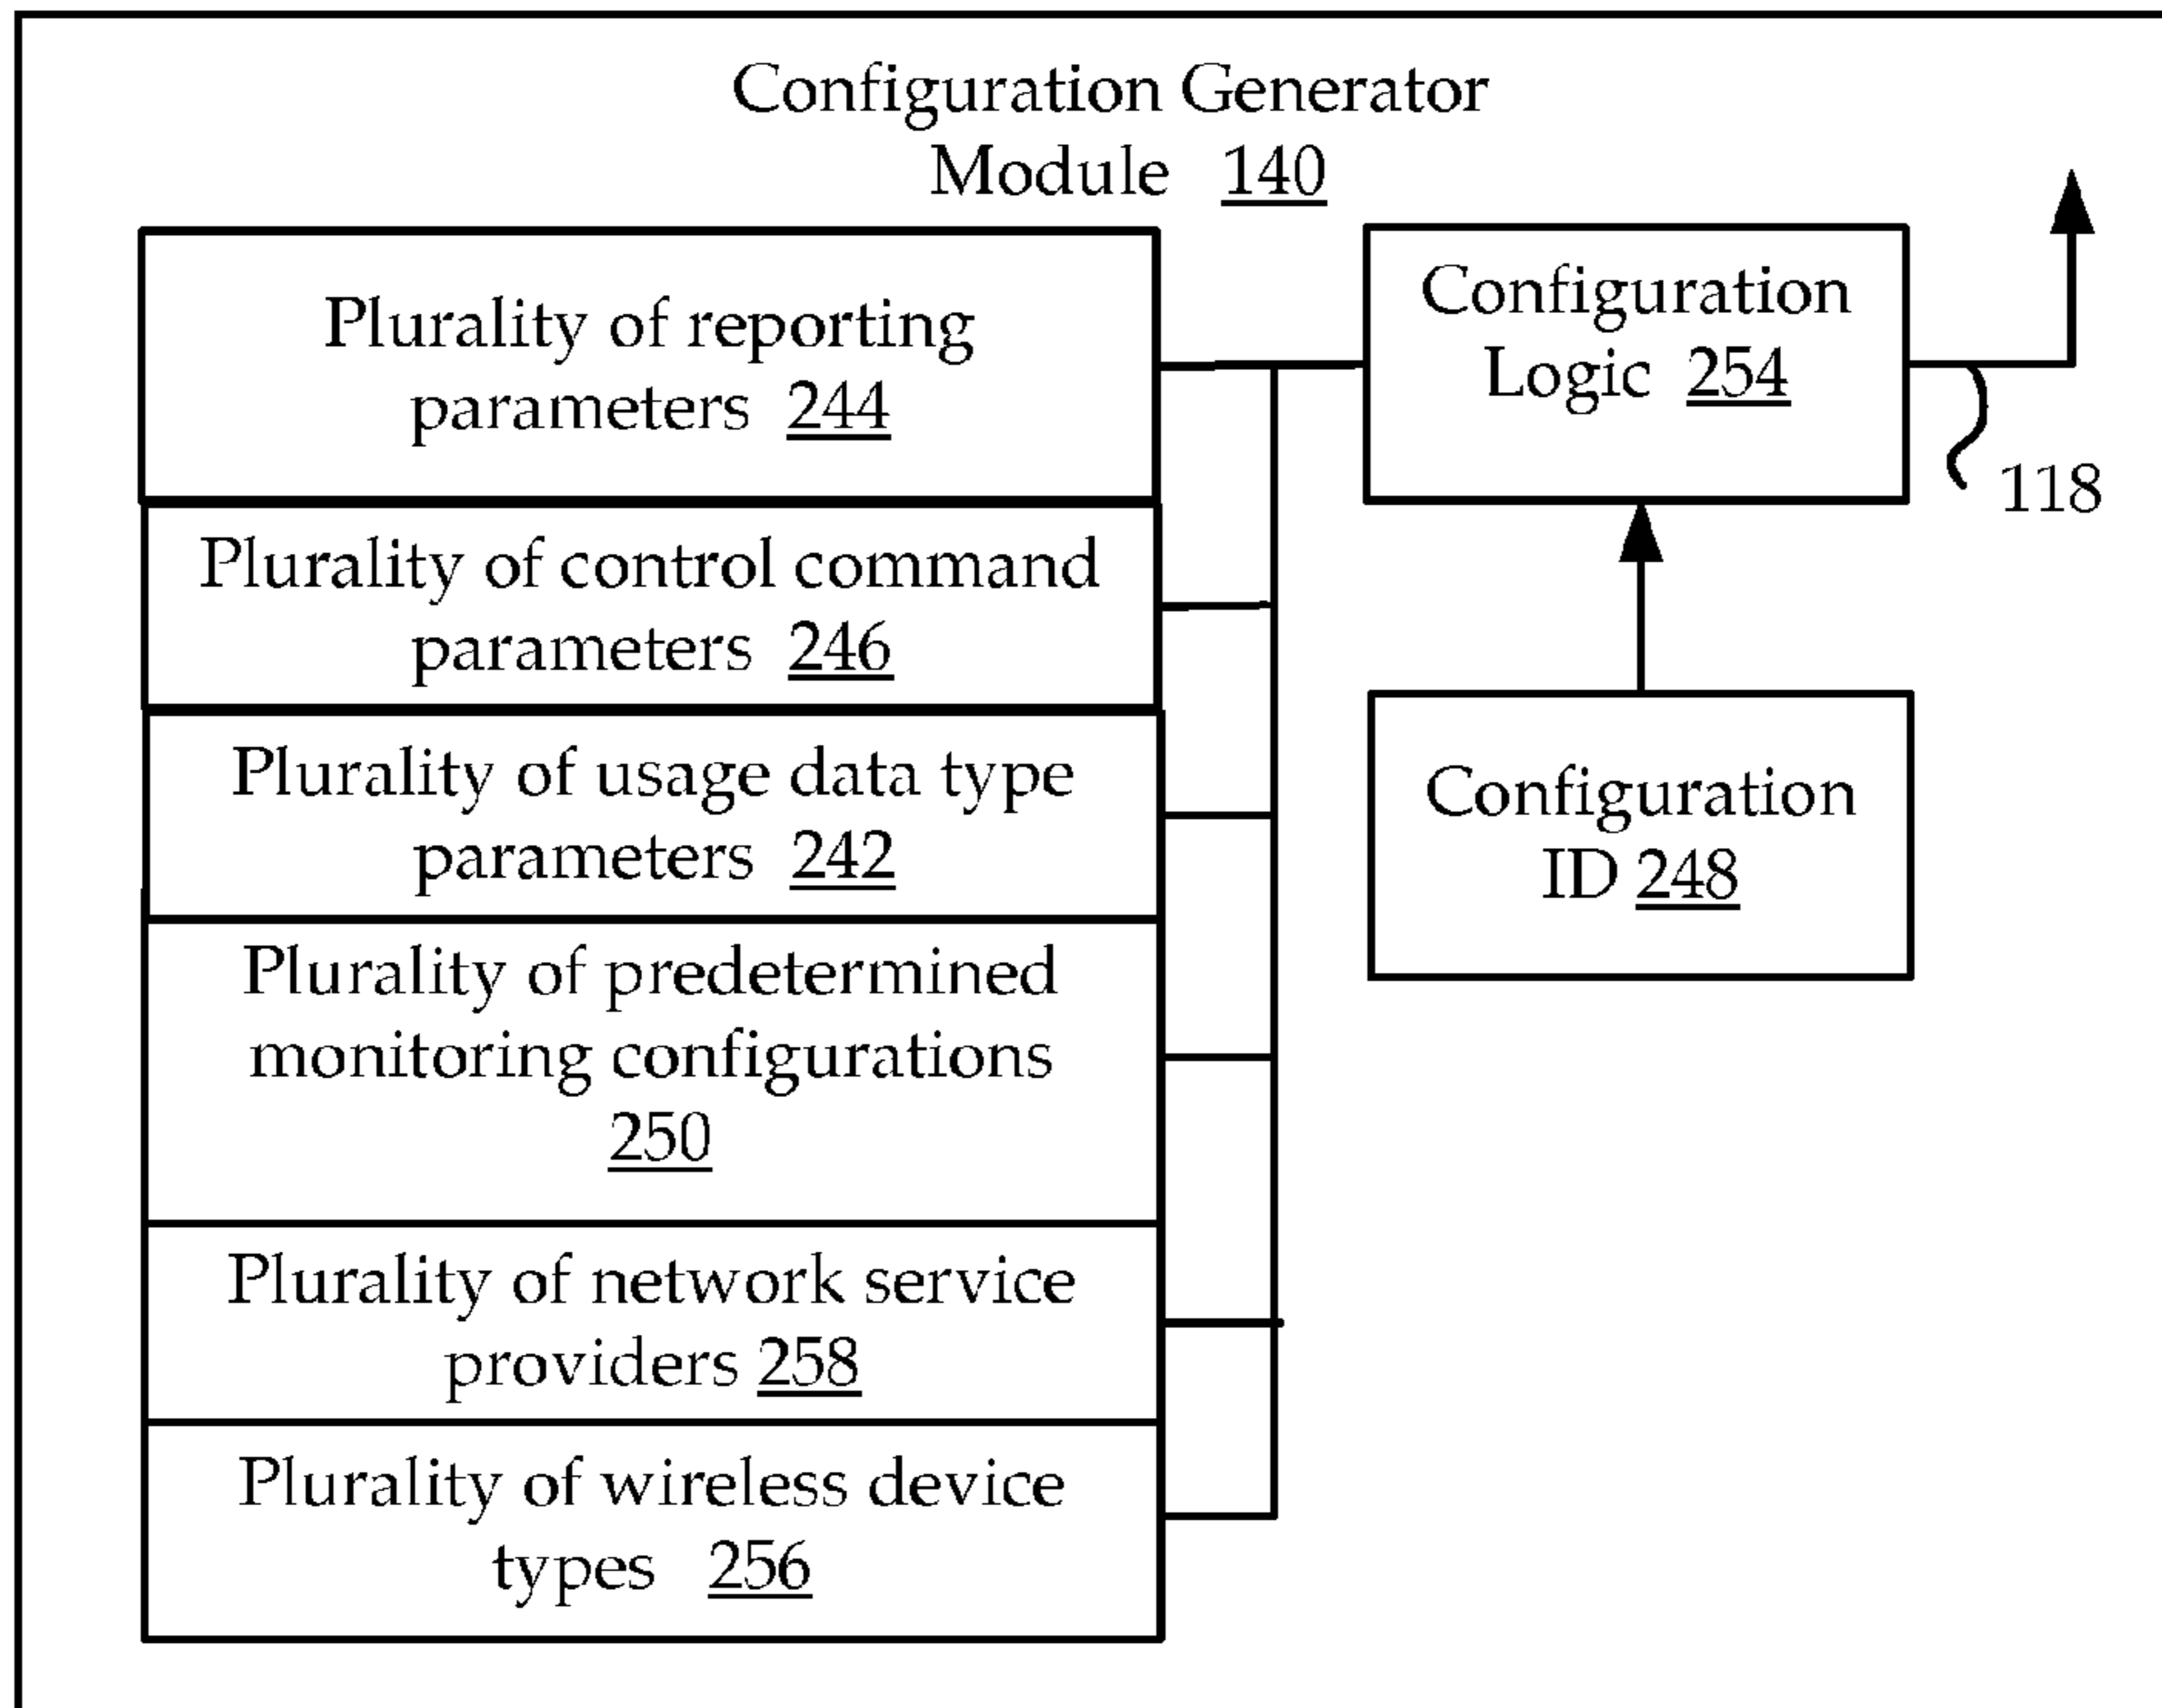 Configuration Generator
Module 140
Plurality of reporting
parameters 244
Plurality of control command
parameters 246
Plurality of usage data type
parameters 242
Plurality of predetermined
monitoring configurations
250
Plurality of network service
providers 258
Plurality of wireless device
types 256
Configuration
Logic 254
118
Configuration
ID 248